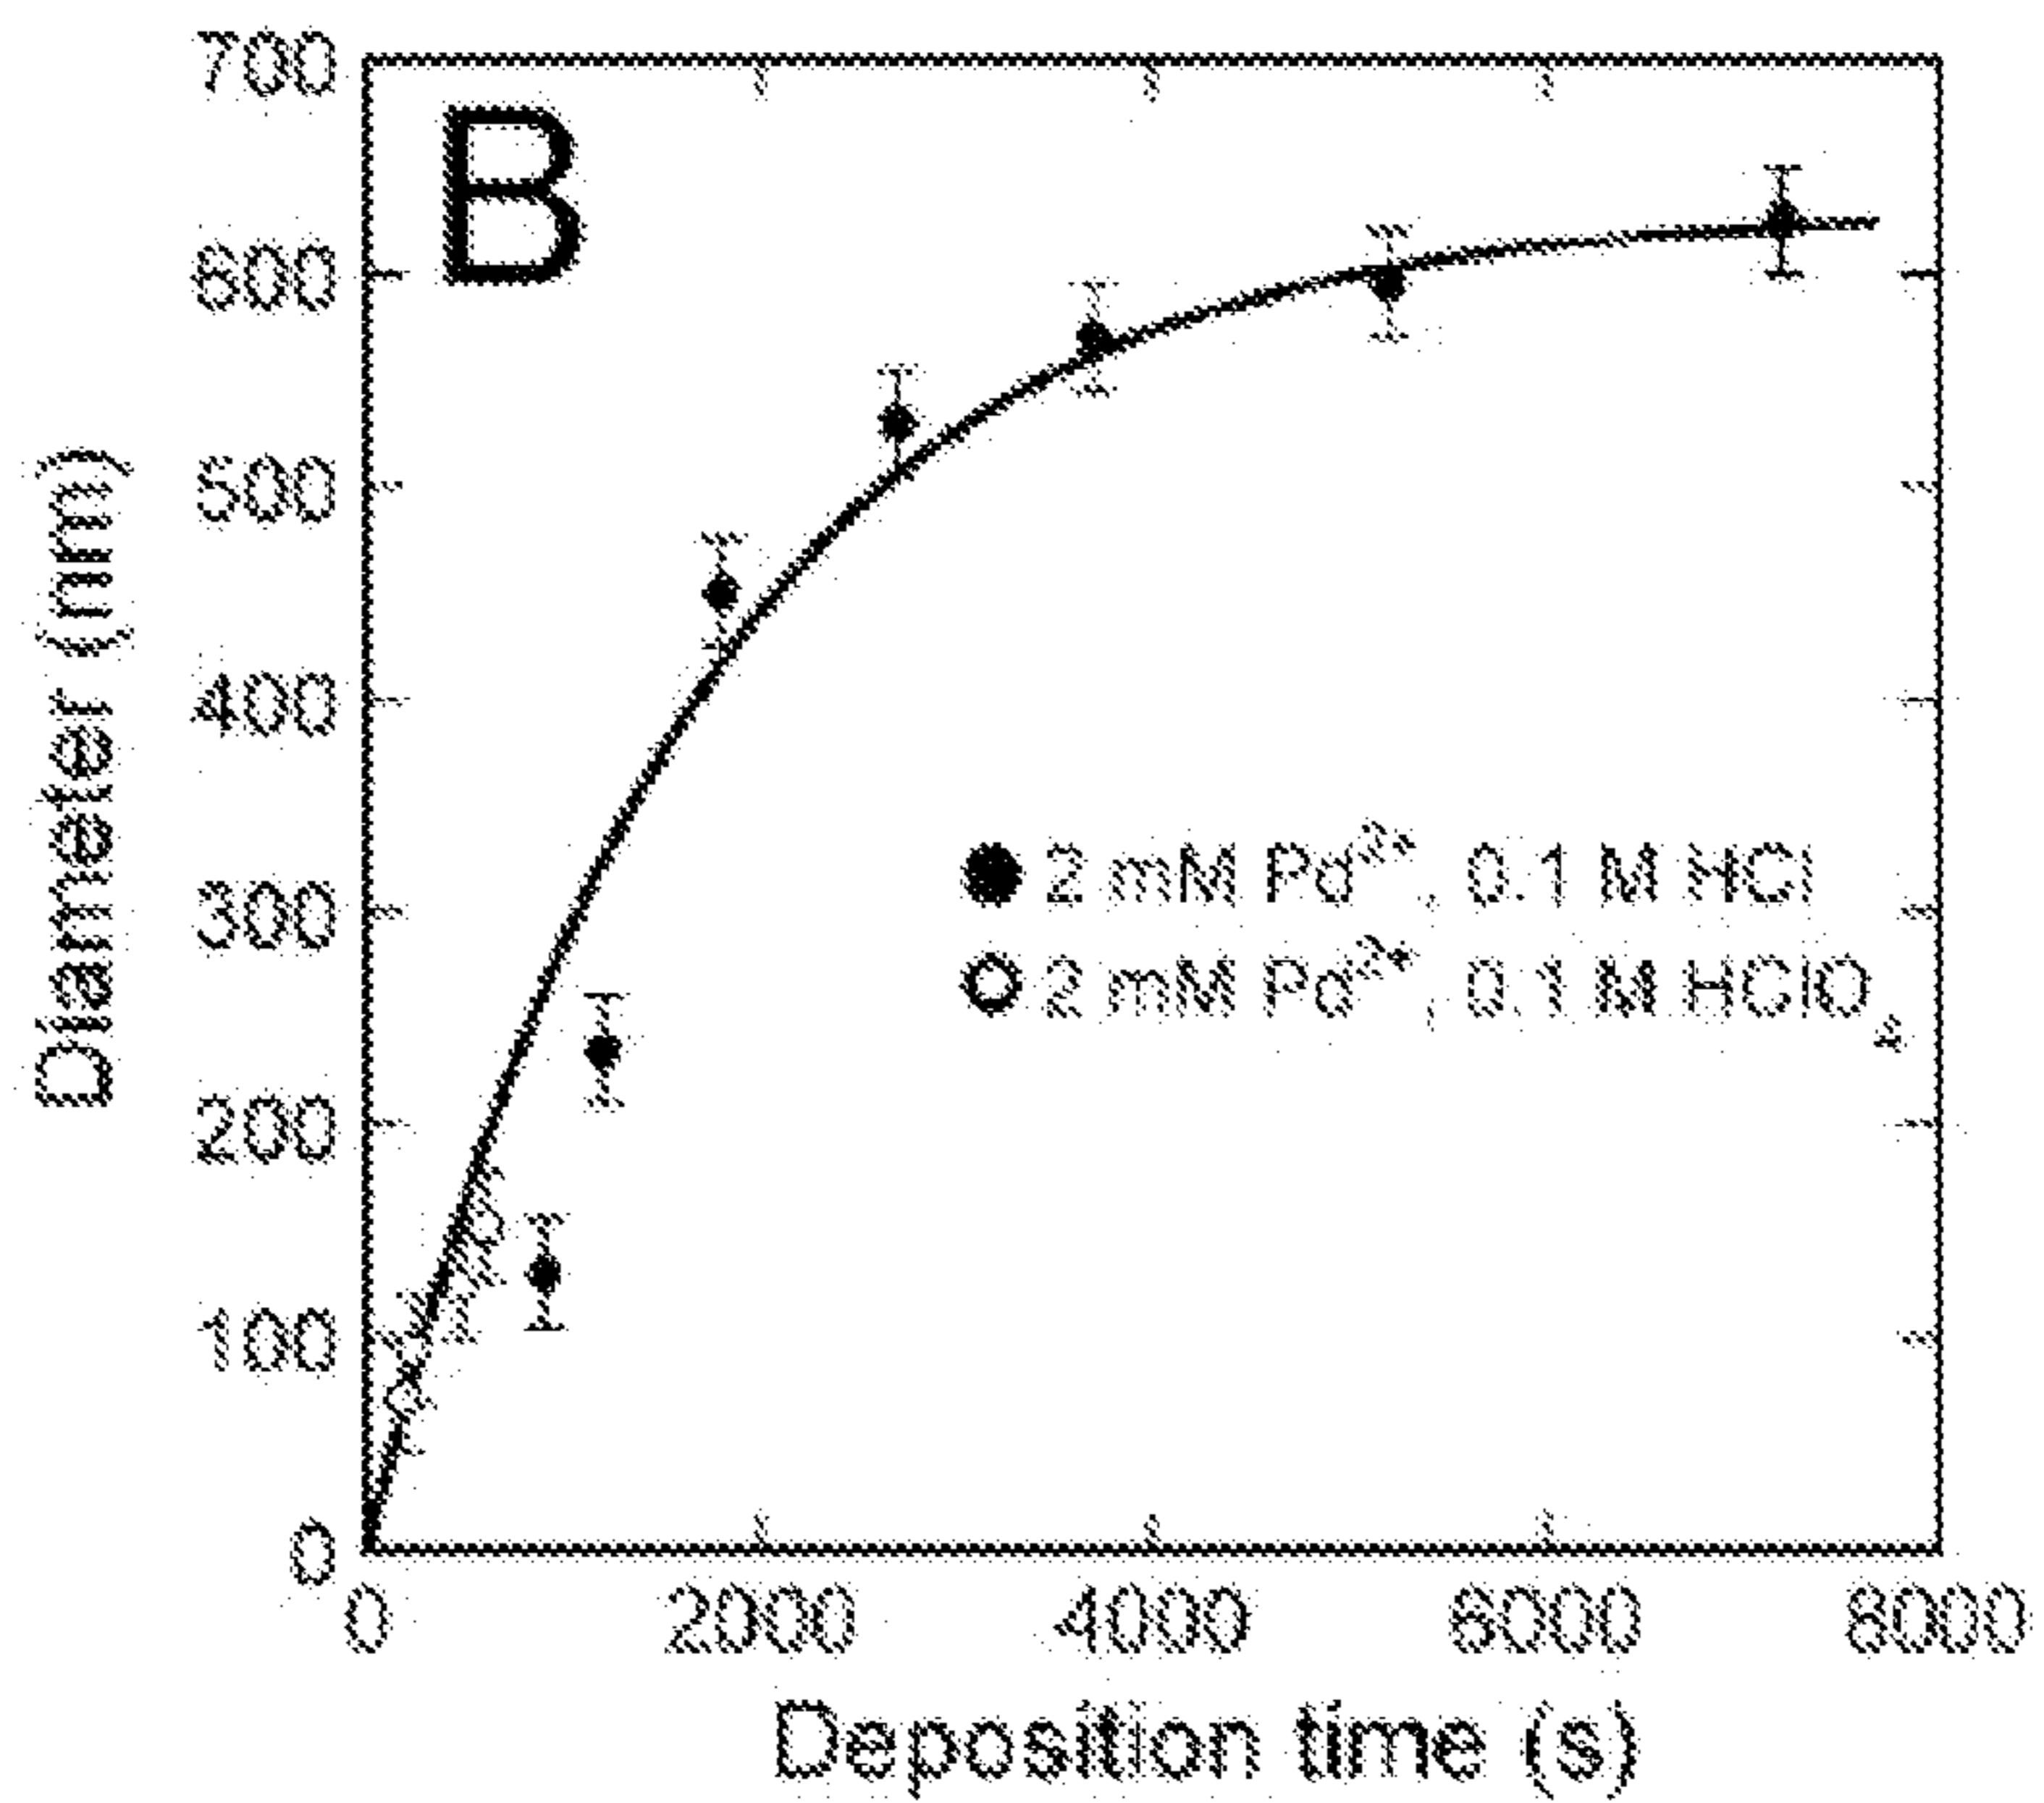 B
700
600
500
400
300
200
100
0
0 2000 4000 6000 8000
Diameter (nm)
Deposition time (s)
2 mM Pd²⁺, 0.1 M HCl
2 mM Pd²⁺, 0.1 M HClO₄